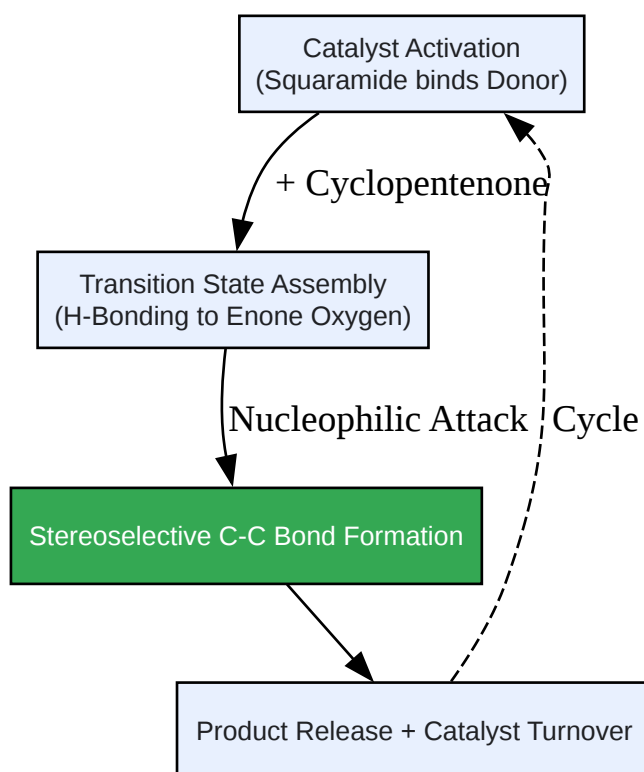 Catalyst Activation
(Squaramide binds Donor)
+ Cyclopentenone
Transition State Assembly
(H-Bonding to Enone Oxygen)
Nucleophilic Attack
Cycle
Stereoselective C-C Bond Formation
Product Release + Catalyst Turnover